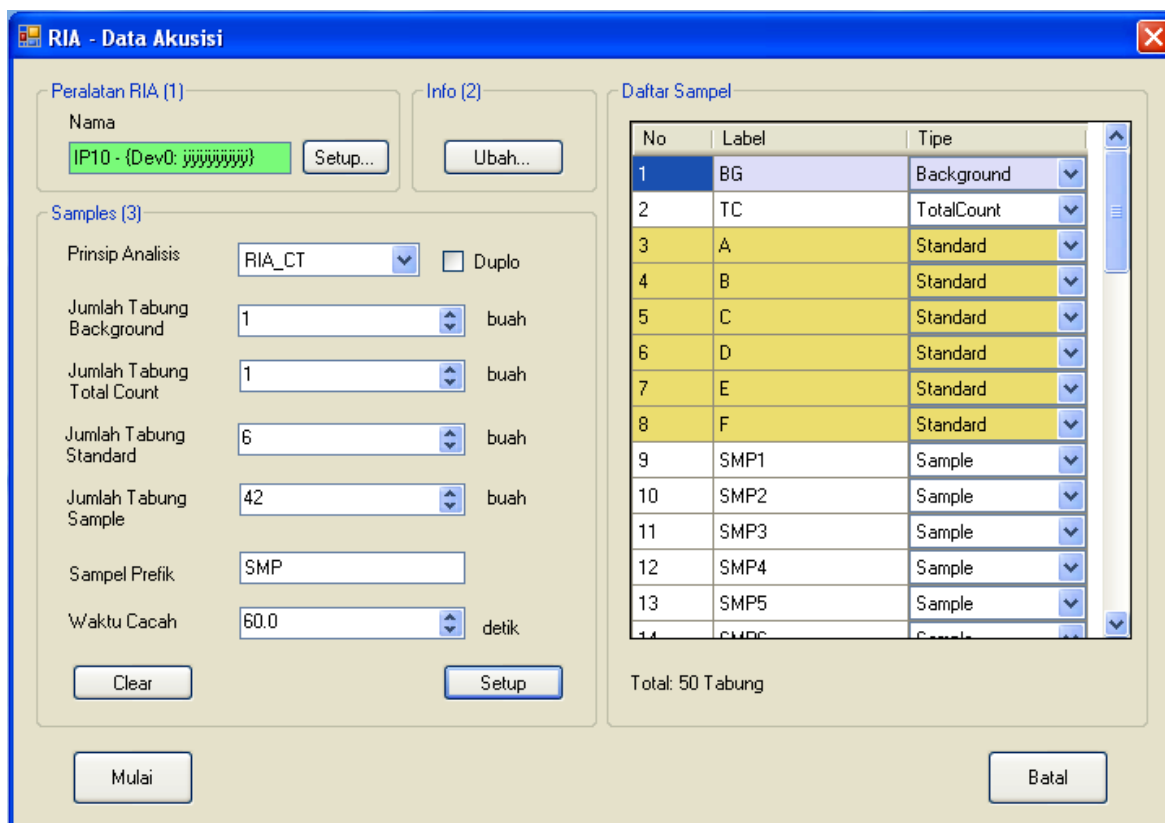 RIA - Data Akusisi
Peralatan RIA (1)
Nama
IP10 - {Dev0: ÿÿÿÿÿÿÿÿÿ}
Setup...
Info (2)
Ubah...
Samples (3)
Prinsip Analisis
RIA_CT
Duplo
Jumlah Tabung
Background
1
buah
Jumlah Tabung
Total Count
1
buah
Jumlah Tabung
Standard
6
buah
Jumlah Tabung
Sample
42
buah
Sampel Prefik
SMP
Waktu Cacah
60.0
detik
Clear
Setup
Daftar Sampel
No Label Tipe
1 BG Background
2 TC TotalCount
3 A Standard
4 B Standard
5 C Standard
6 D Standard
7 E Standard
8 F Standard
9 SMP1 Sample
10 SMP2 Sample
11 SMP3 Sample
12 SMP4 Sample
13 SMP5 Sample
14 SMP6 Sample
Total: 50 Tabung
Mulai
Batal